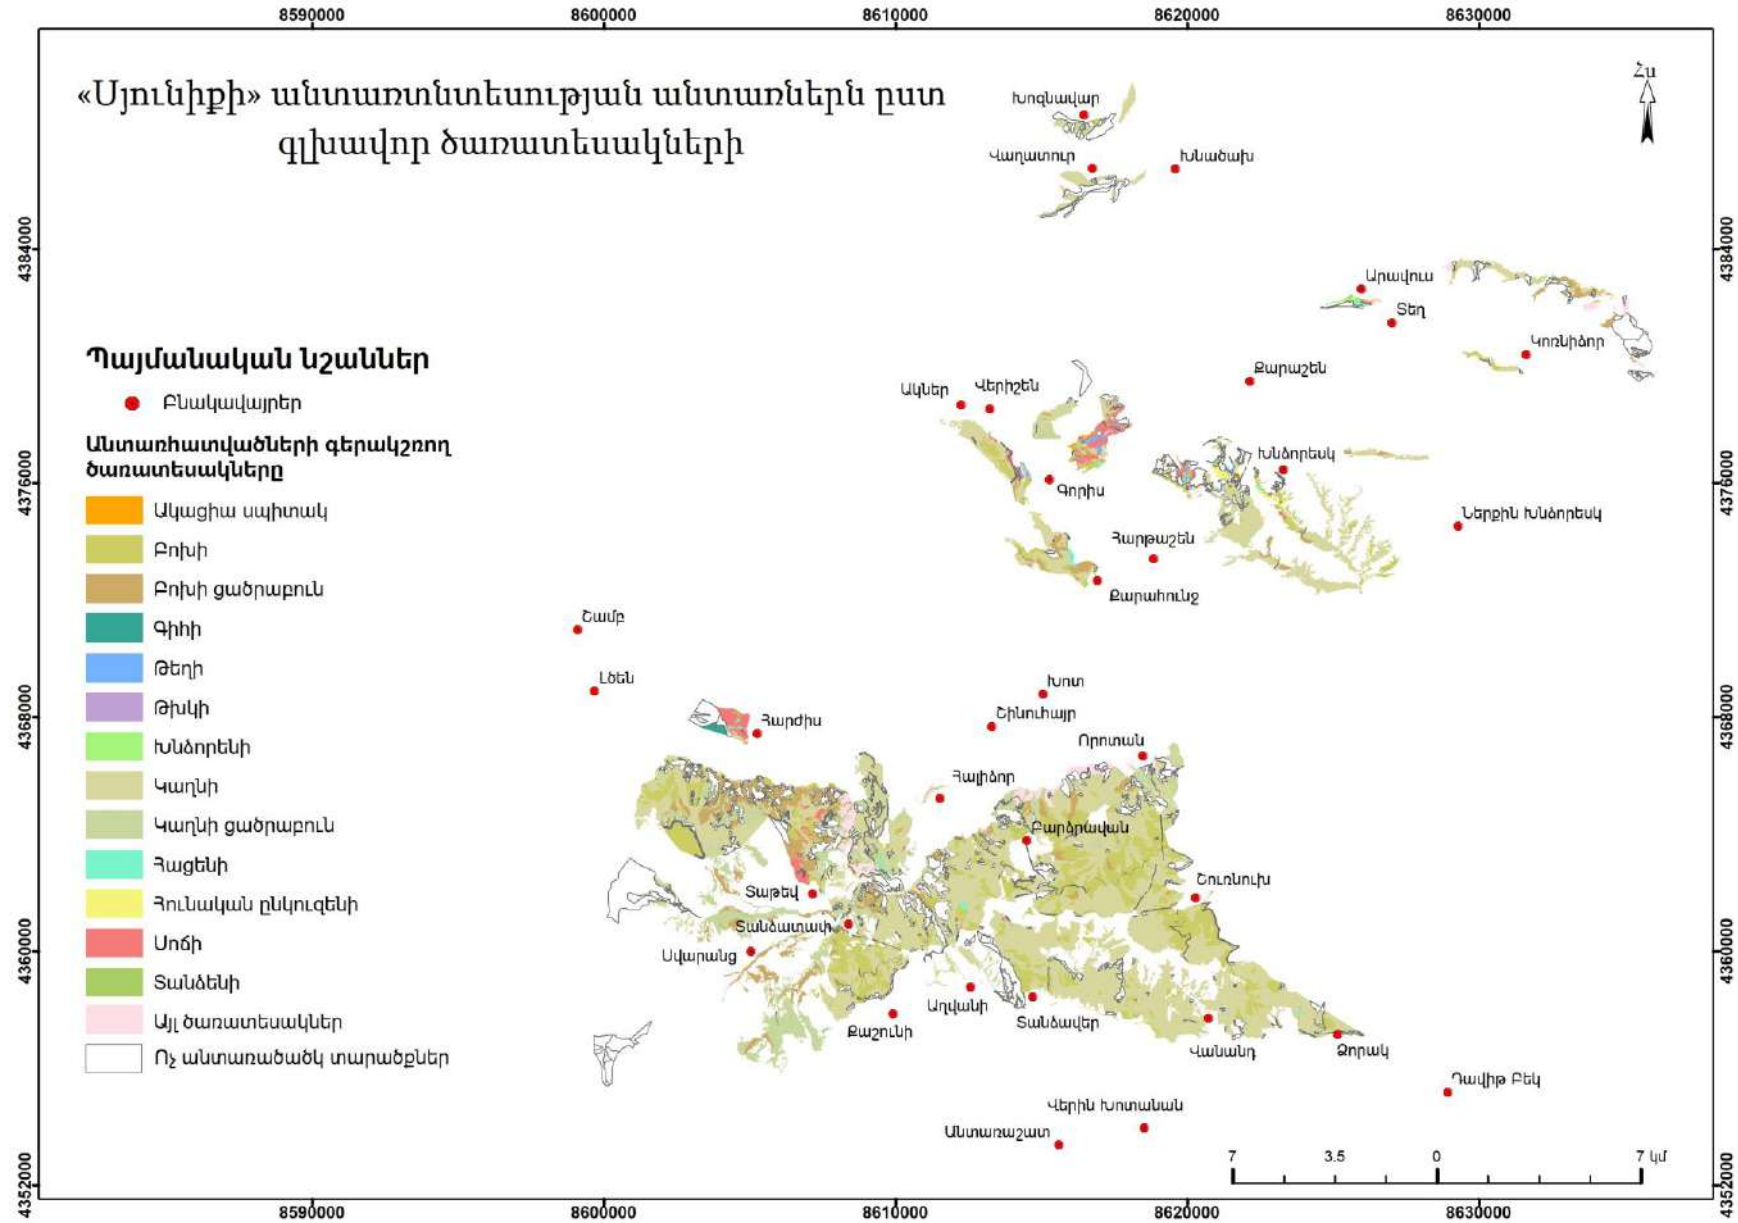 8590000 8600000 8610000 8620000 8630000
«Սյունիքի» անտառտնտեսության անտառներն ըստ
գլխավոր ծառատեսակների
Հս
4384000
4376000
4368000
4360000
4352000
4384000
4376000
4368000
4360000
4352000
Խոզնավար
Վաղատուր
Խնածախ
Արավուս
Տեղ
Կոռնիձոր
Քարաշեն
Ակներ
Վերիշեն
Խնձորեսկ
Գորիս
Ներքին Խնձորեսկ
Հարթաշեն
Քարահունջ
Շամբ
Լծեն
Խոտ
Շինուհայր
Հարժիս
Որոտան
Հալիձոր
Բարձրավան
Շուռնուխ
Տաթեվ
Տանձատափ
Սվարանց
Աղվանի
Տանձավեր
Քաշունի
Վանանդ
Ձորակ
Դավիթ Բեկ
Վերին Խոտանան
Անտառաշատ
Պայմանական նշաններ
Բնակավայրեր
Անտառհատվածների գերակշռող
ծառատեսակները
Ակացիա սպիտակ
Բոխի
Բոխի ցածրաբուն
Գիհի
Թեղի
Թխկի
Խնձորենի
Կաղնի
Կաղնի ցածրաբուն
Հացենի
Հունական ընկուզենի
Սոճի
Տանձենի
Այլ ծառատեսակներ
Ոչ անտառածածկ տարածքներ
7 3.5 0 7 կմ
8590000 8600000 8610000 8620000 8630000